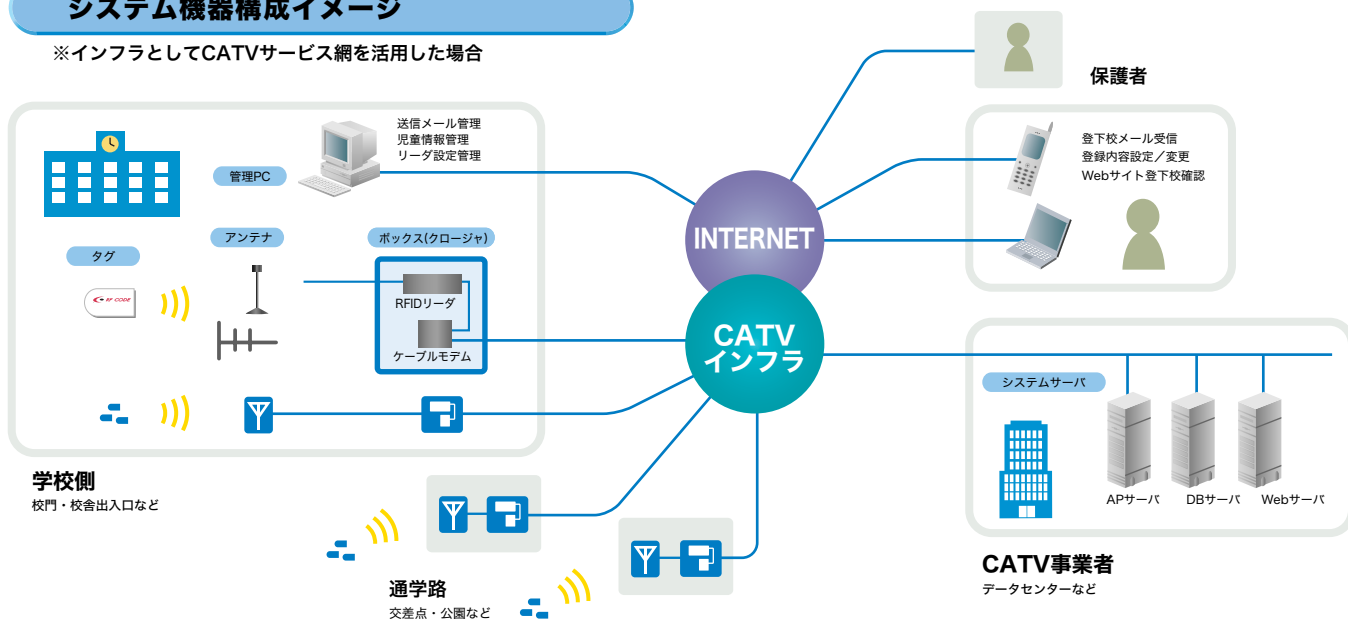 システム機器構成イメージ
※インフラとしてCATVサービス網を活用した場合
保護者
送信メール管理
児童情報管理
リーダ設定管理
管理PC
登下校メール受信
登録内容設定／変更
Webサイト登下校確認
INTERNET
タグ
アンテナ
ボックス(クロージャ)
RF CODE
RFIDリーダ
ケーブルモデム
CATV
インフラ
システムサーバ
APサーバ
DBサーバ
Webサーバ
学校側
校門・校舎出入口など
通学路
交差点・公園など
CATV事業者
データセンターなど